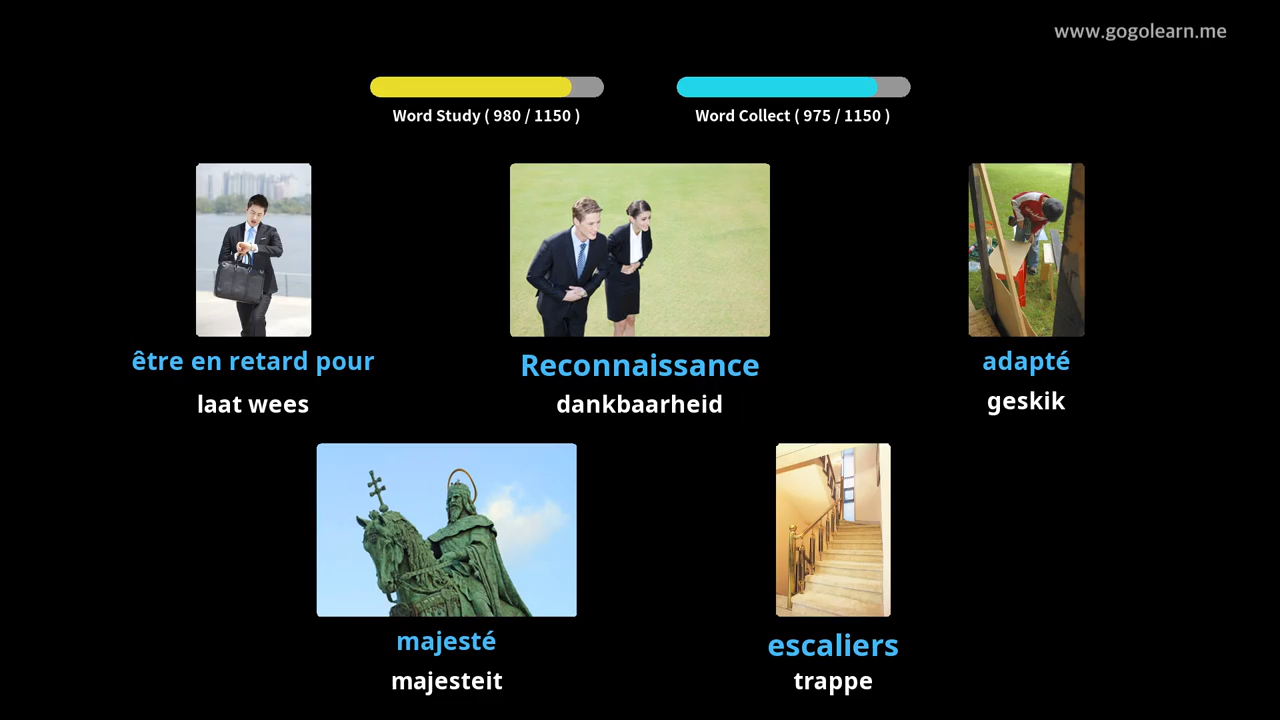 www.gogolearn.me
Word Study ( 980 / 1150 )
Word Collect ( 975 / 1150 )
être en retard pour
laat wees
Reconnaissance
dankbaarheid
adapté
geskik
majesté
majesteit
escaliers
trappe